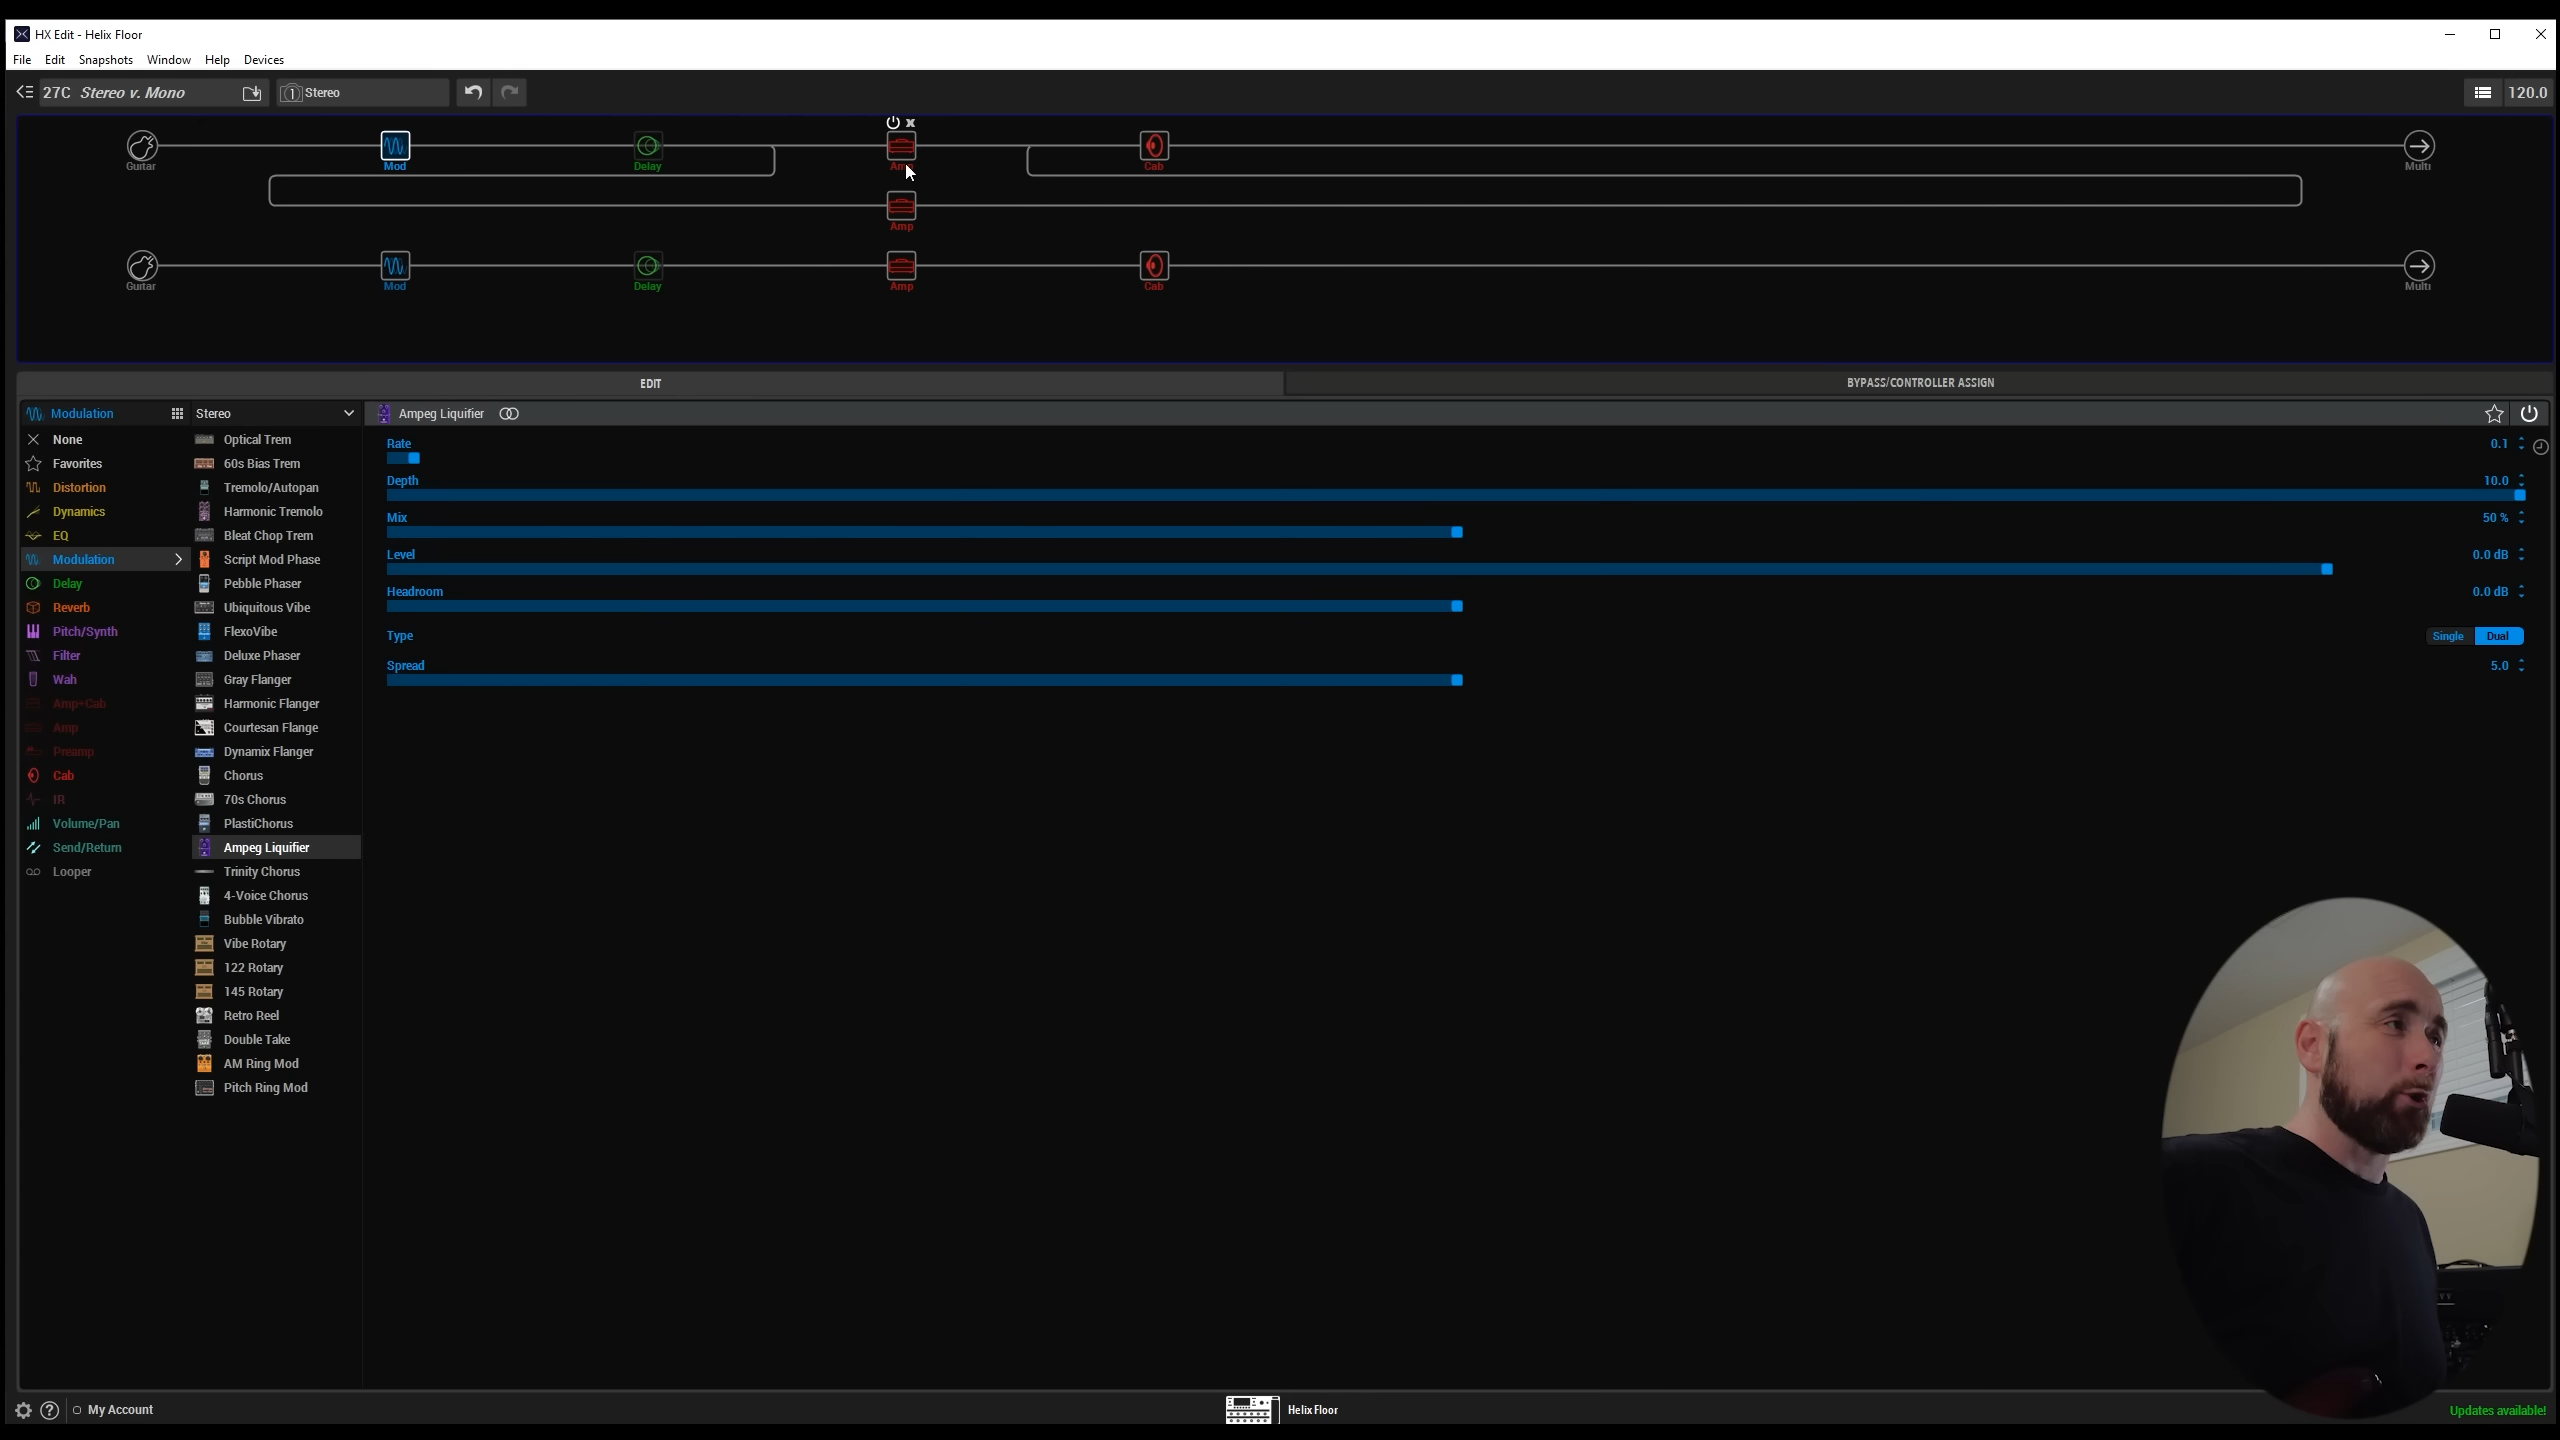 HX Edit - Helix Floor
File Edit Snapshots Window Help Devices
27C Stereo v. Mono 1 Stereo 120.0
Guitar Mod Delay Amp Cab Multi
Amp
Guitar Mod Delay Amp Cab Multi
EDIT BYPASS/CONTROLLER ASSIGN
Modulation Stereo Ampeg Liquifier
None
Favorites
Distortion
Dynamics
EQ
Modulation
Delay
Reverb
Pitch/Synth
Filter
Wah
Amp+Cab
Amp
Preamp
Cab
IR
Volume/Pan
Send/Return
Looper
Optical Trem
60s Bias Trem
Tremolo/Autopan
Harmonic Tremolo
Bleat Chop Trem
Script Mod Phase
Pebble Phaser
Ubiquitous Vibe
FlexoVibe
Deluxe Phaser
Gray Flanger
Harmonic Flanger
Courtesan Flange
Dynamix Flanger
Chorus
70s Chorus
PlastiChorus
Ampeg Liquifier
Trinity Chorus
4-Voice Chorus
Bubble Vibrato
Vibe Rotary
122 Rotary
145 Rotary
Retro Reel
Double Take
AM Ring Mod
Pitch Ring Mod
Rate 0.1
Depth 10.0
Mix 50 %
Level 0.0 dB
Headroom 0.0 dB
Type Single Dual
Spread 5.0
My Account Helix Floor Updates available!